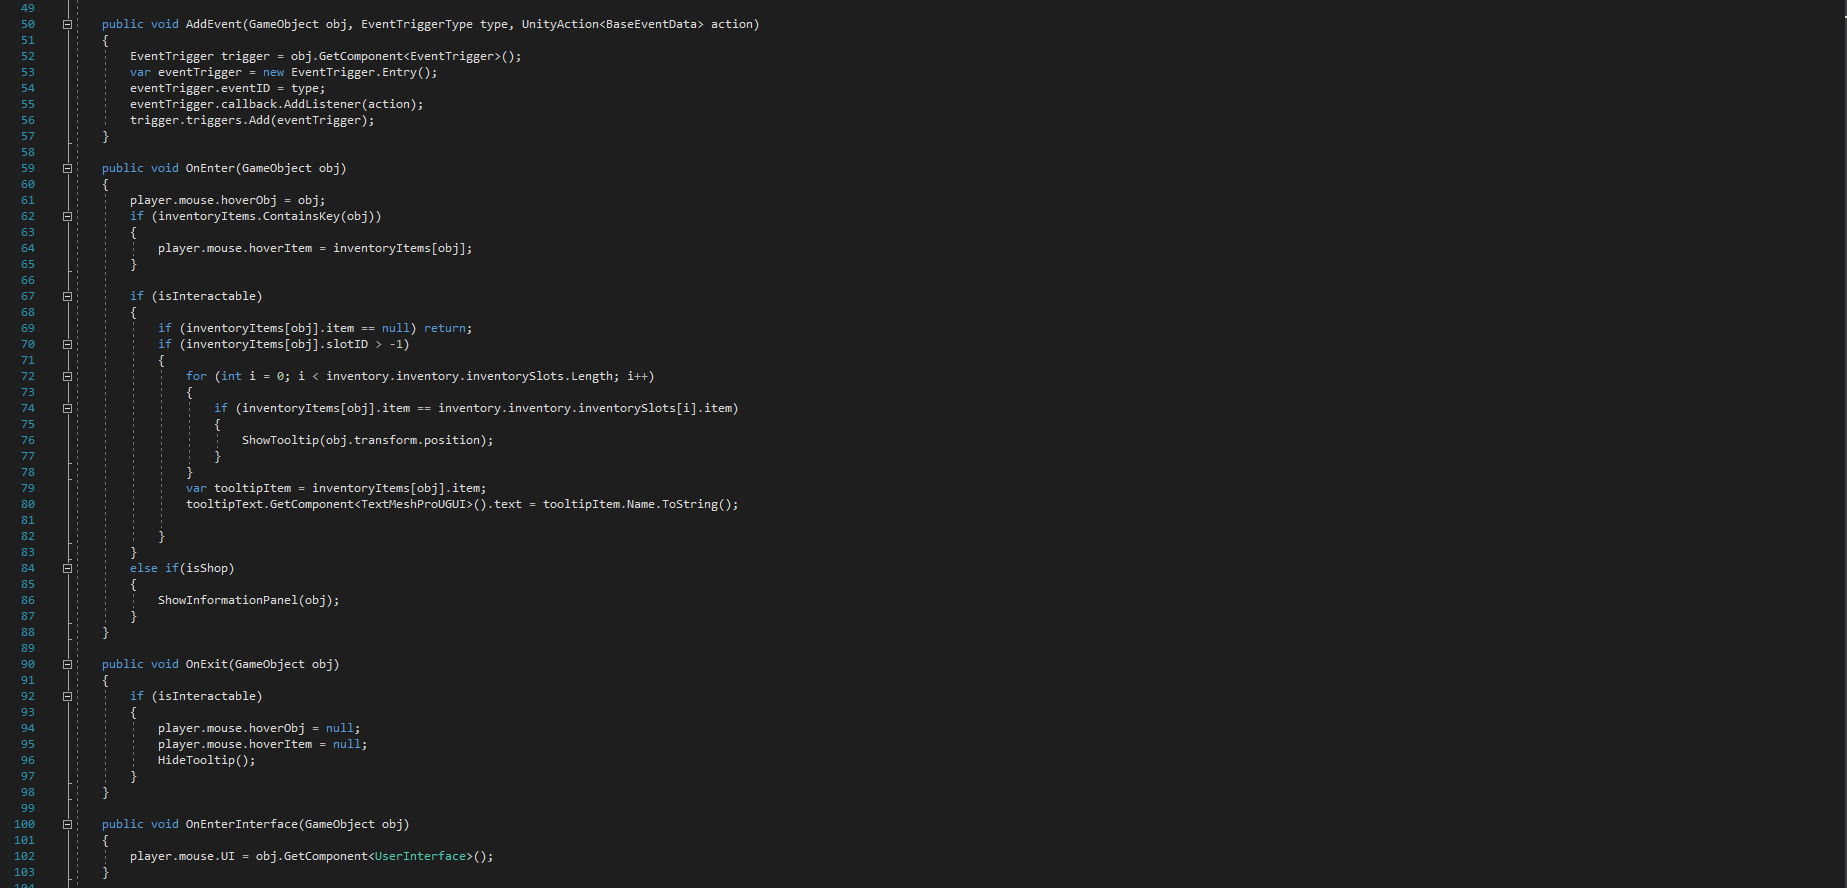 49
50 public void AddEvent(GameObject obj, EventTriggerType type, UnityAction<BaseEventData> action)
51 {
52 EventTrigger trigger = obj.GetComponent<EventTrigger>();
53 var eventTrigger = new EventTrigger.Entry();
54 eventTrigger.eventID = type;
55 eventTrigger.callback.AddListener(action);
56 trigger.triggers.Add(eventTrigger);
57 }
58
59 public void OnEnter(GameObject obj)
60 {
61 player.mouse.hoverObj = obj;
62 if (inventoryItems.ContainsKey(obj))
63 {
64 player.mouse.hoverItem = inventoryItems[obj];
65 }
66
67 if (isInteractable)
68 {
69 if (inventoryItems[obj].item == null) return;
70 if (inventoryItems[obj].slotID > -1)
71 {
72 for (int i = 0; i < inventory.inventory.inventorySlots.Length; i++)
73 {
74 if (inventoryItems[obj].item == inventory.inventory.inventorySlots[i].item)
75 {
76 ShowTooltip(obj.transform.position);
77 }
78 }
79 var tooltipItem = inventoryItems[obj].item;
80 tooltipText.GetComponent<TextMeshProUGUI>().text = tooltipItem.Name.ToString();
81
82 }
83 }
84 else if(isShop)
85 {
86 ShowInformationPanel(obj);
87 }
88 }
89
90 public void OnExit(GameObject obj)
91 {
92 if (isInteractable)
93 {
94 player.mouse.hoverObj = null;
95 player.mouse.hoverItem = null;
96 HideTooltip();
97 }
98 }
99
100 public void OnEnterInterface(GameObject obj)
101 {
102 player.mouse.UI = obj.GetComponent<UserInterface>();
103 }
104